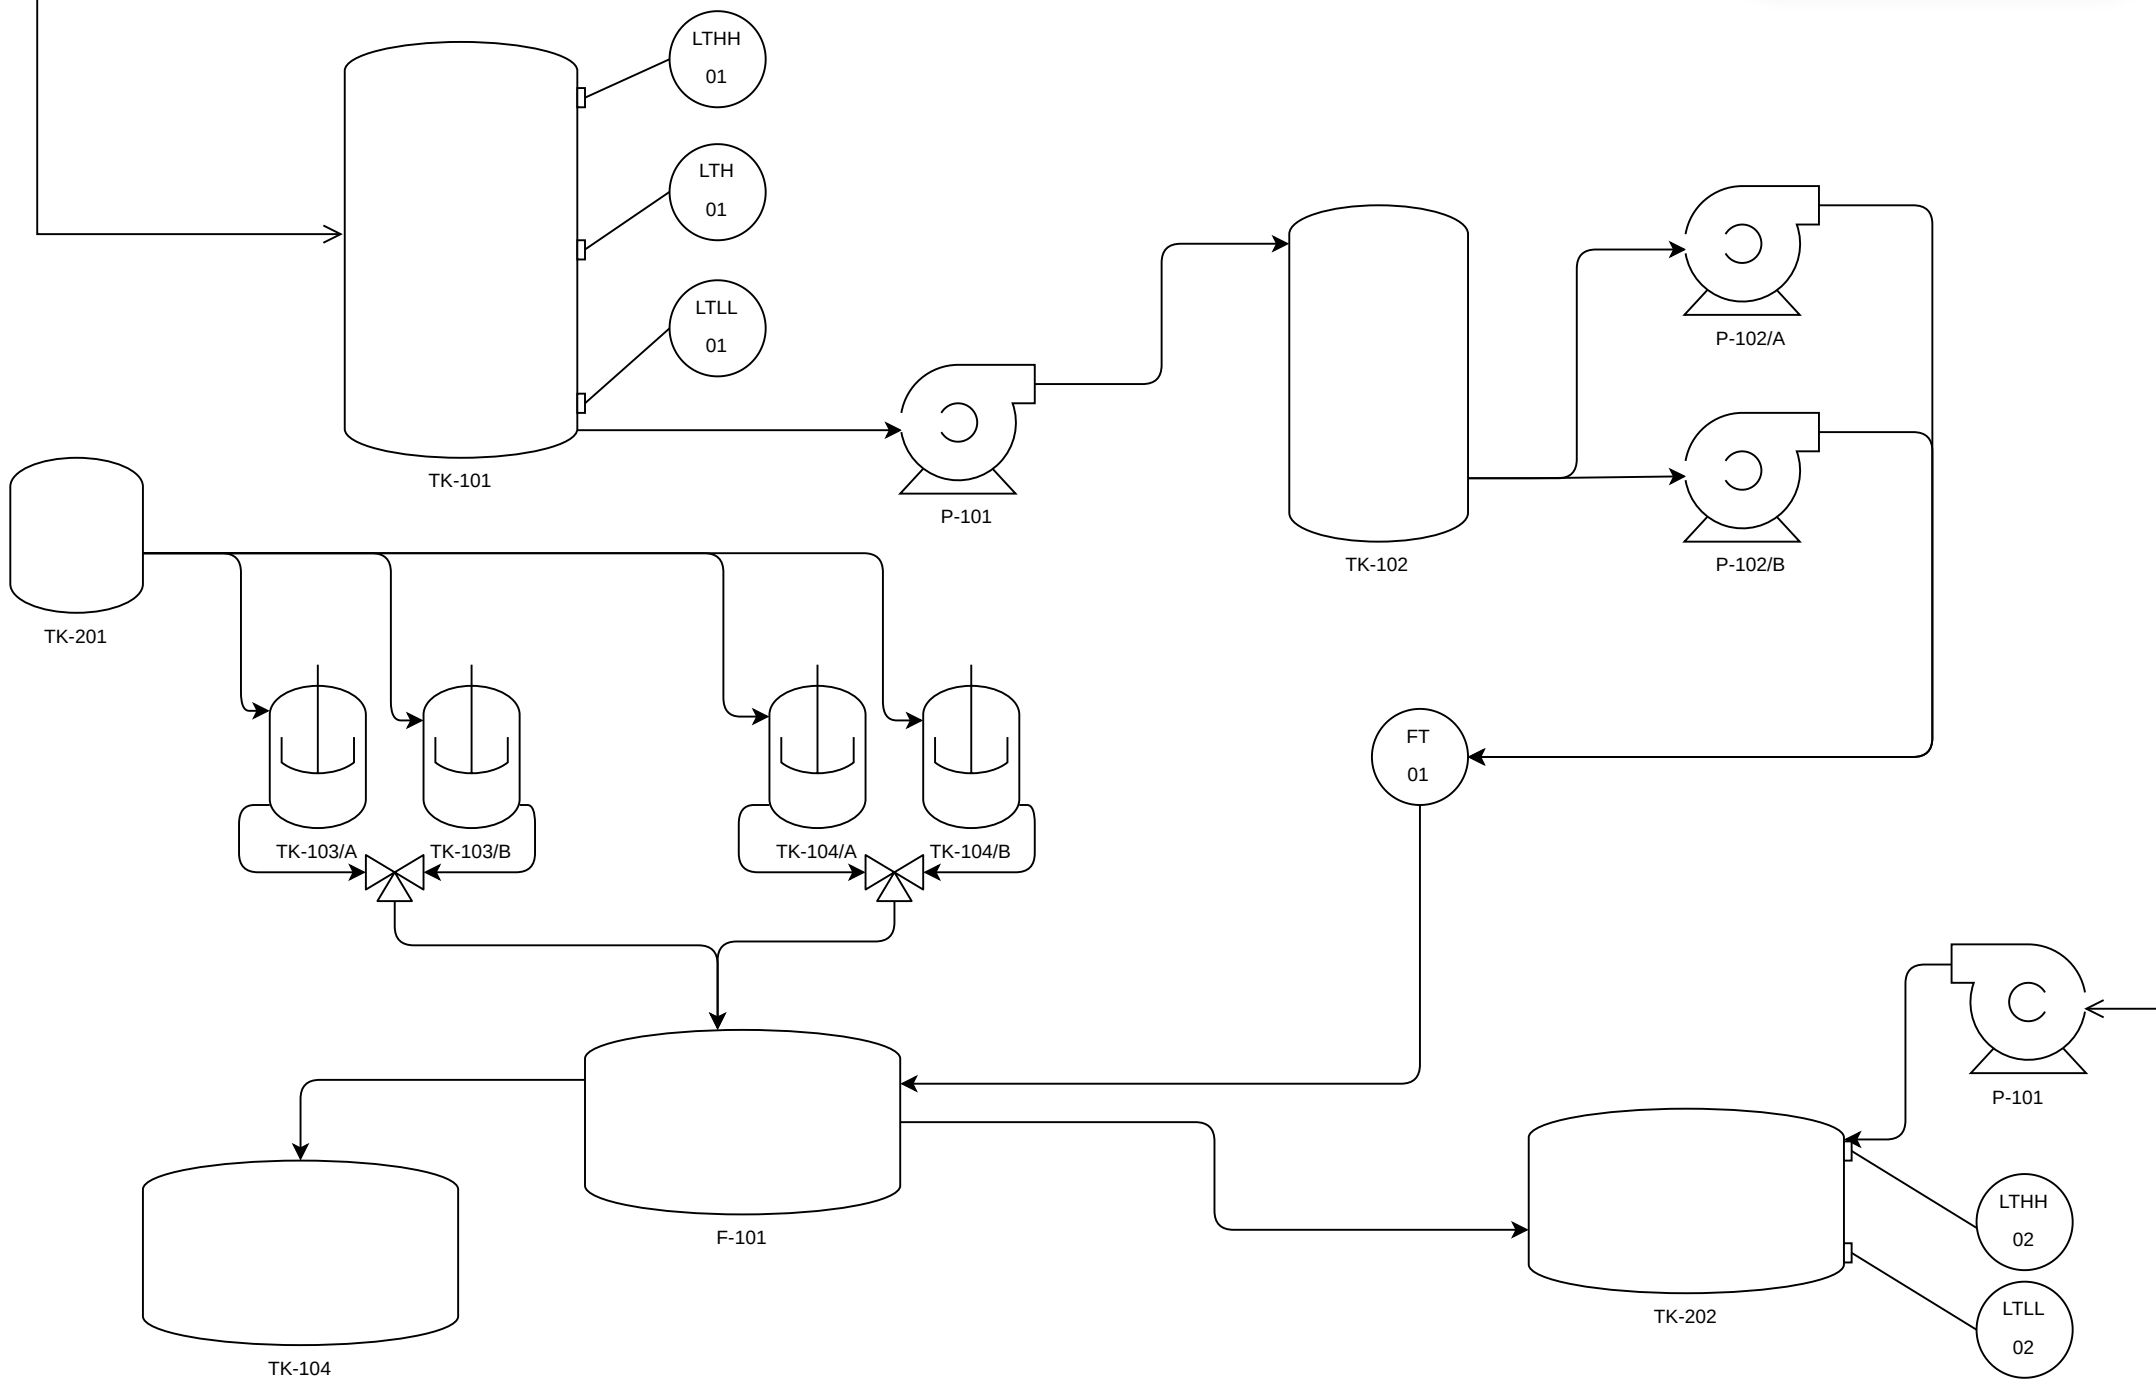 LTHH
01
LTH
01
LTLL
01
TK-101
P-101
TK-102
P-102/A
P-102/B
TK-201
TK-103/A
TK-103/B
TK-104/A
TK-104/B
FT
01
P-101
F-101
TK-104
TK-202
LTHH
02
LTLL
02